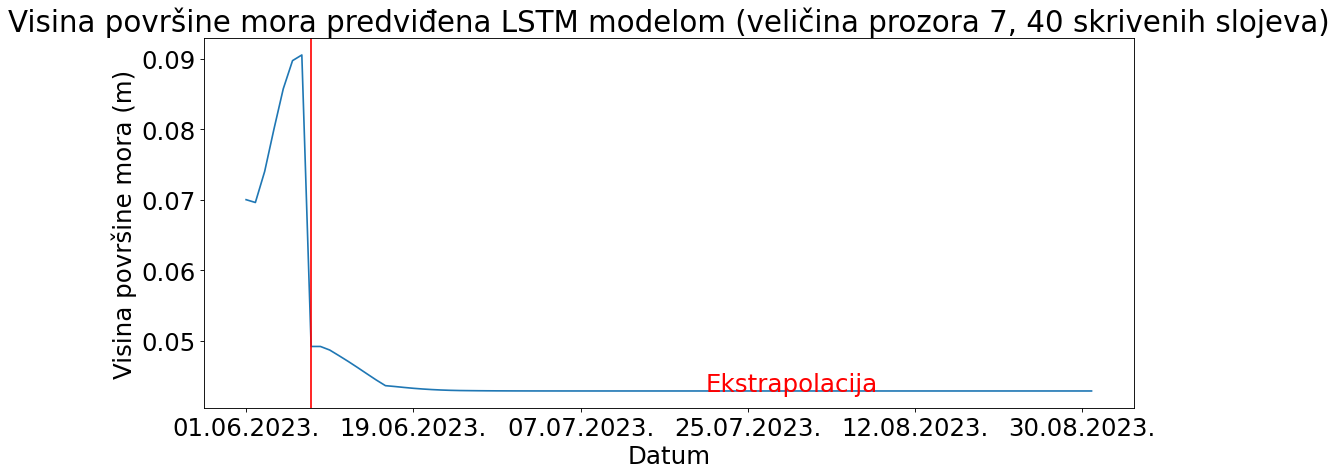 Visina površine mora predviđena LSTM modelom (veličina prozora 7, 40 skrivenih slojeva)
Visina površine mora (m)
0.09
0.08
0.07
0.06
0.05
Ekstrapolacija
01.06.2023.
19.06.2023.
07.07.2023.
25.07.2023.
12.08.2023.
30.08.2023.
Datum